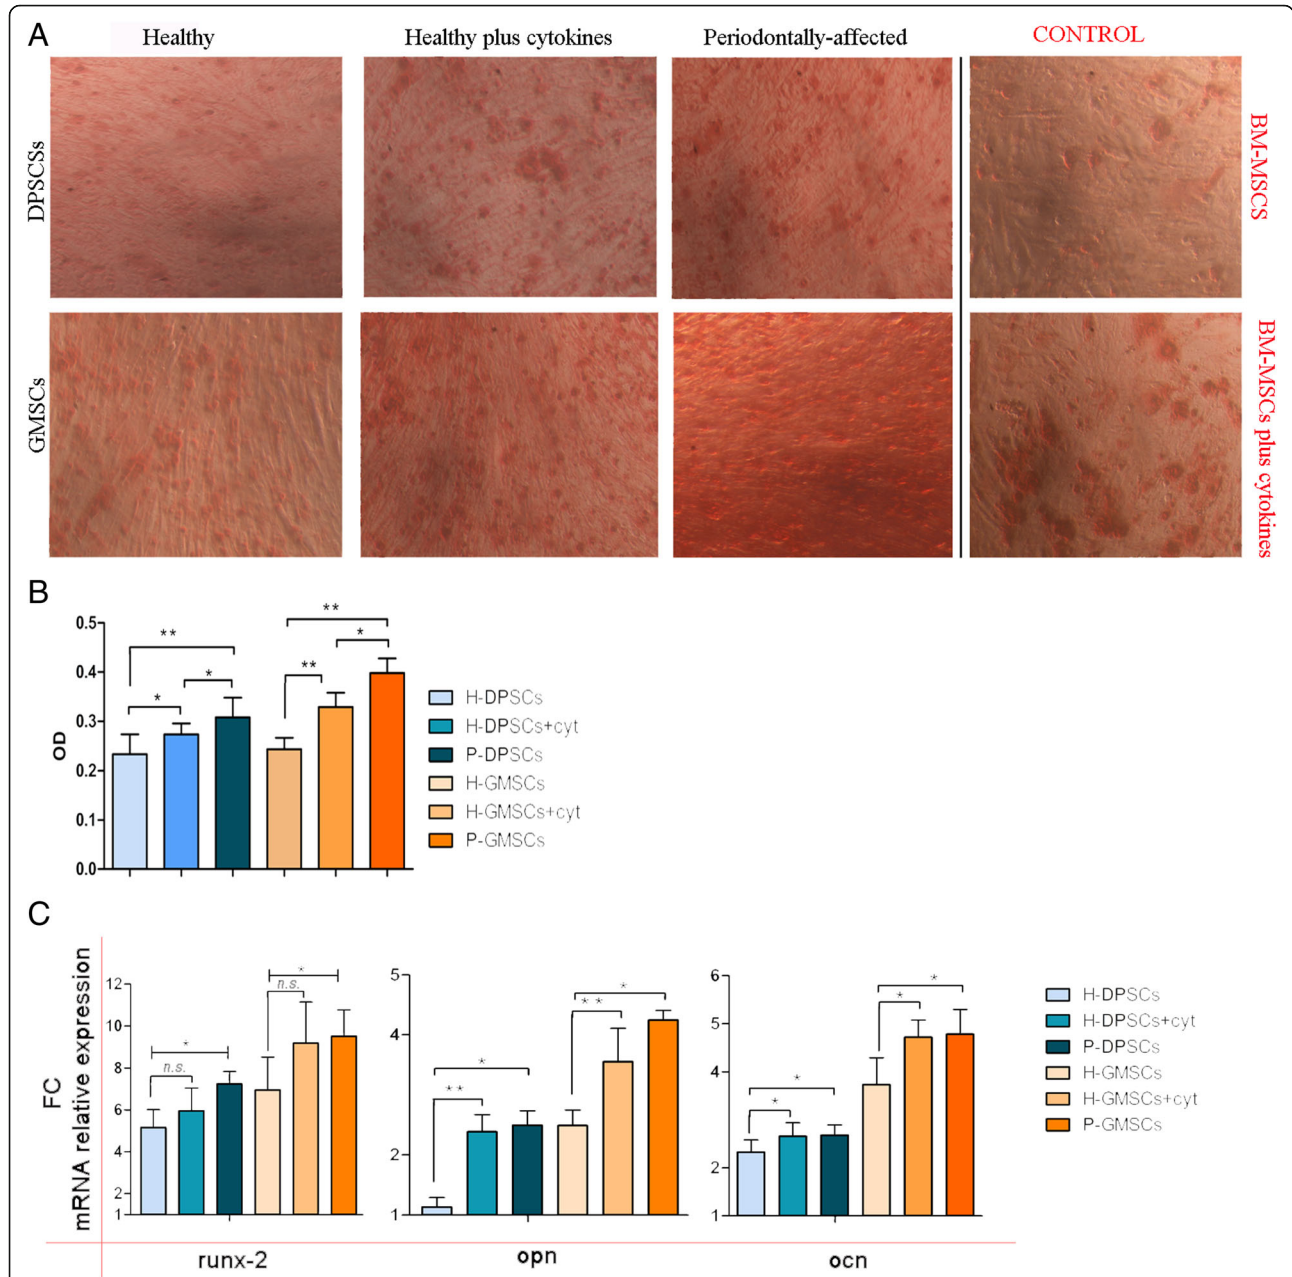 A
Healthy
Healthy plus cytokines
Periodontally-affected
CONTROL
DPSCSs
BM-MSCS
GMSCs
BM-MSCs plus cytokines
B
OD
0.5
0.4
0.3
0.2
0.1
0.0
**
*
*
**
**
*
H-DPSCs
H-DPSCs+cyt
P-DPSCs
H-GMSCs
H-GMSCs+cyt
P-GMSCs
C
FC
mRNA relative expression
12
10
8
6
4
2
1
*
n.s.
*
n.s.
runx-2
5
4
2
1
*
**
*
**
opn
6
5
4
2
1
*
*
*
*
ocn
H-DPSCs
H-DPSCs+cyt
P-DPSCs
H-GMSCs
H-GMSCs+cyt
P-GMSCs